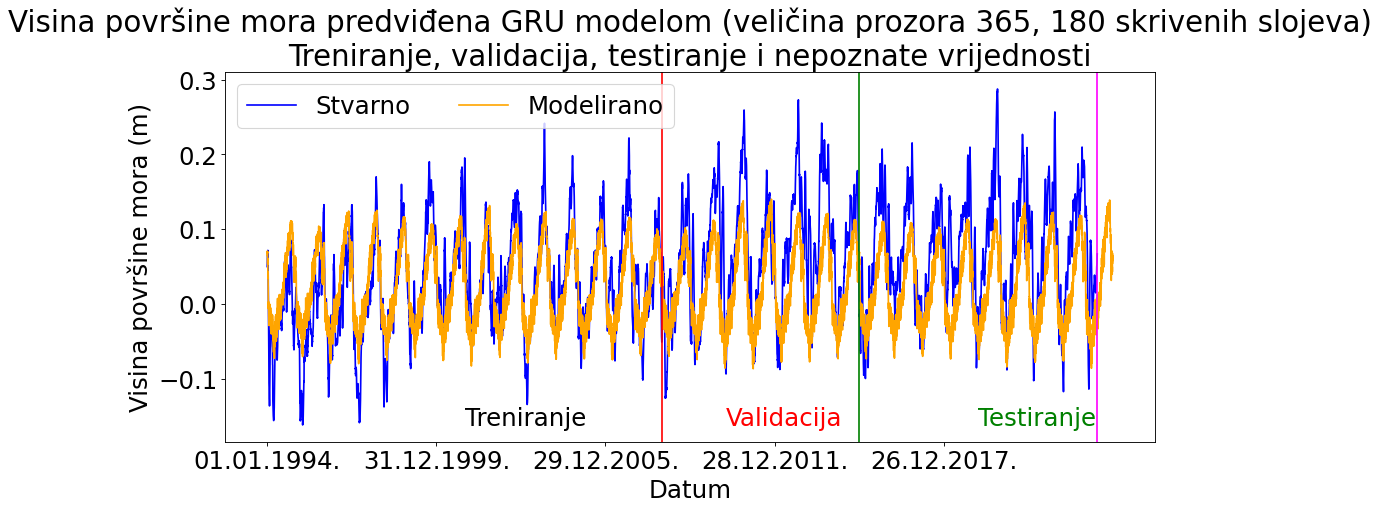 Visina površine mora predviđena GRU modelom (veličina prozora 365, 180 skrivenih slojeva)
Treniranje, validacija, testiranje i nepoznate vrijednosti
Stvarno
Modelirano
Visina površine mora (m)
0.3
0.2
0.1
0.0
−0.1
Treniranje
Validacija
Testiranje
01.01.1994.
31.12.1999.
29.12.2005.
28.12.2011.
26.12.2017.
Datum